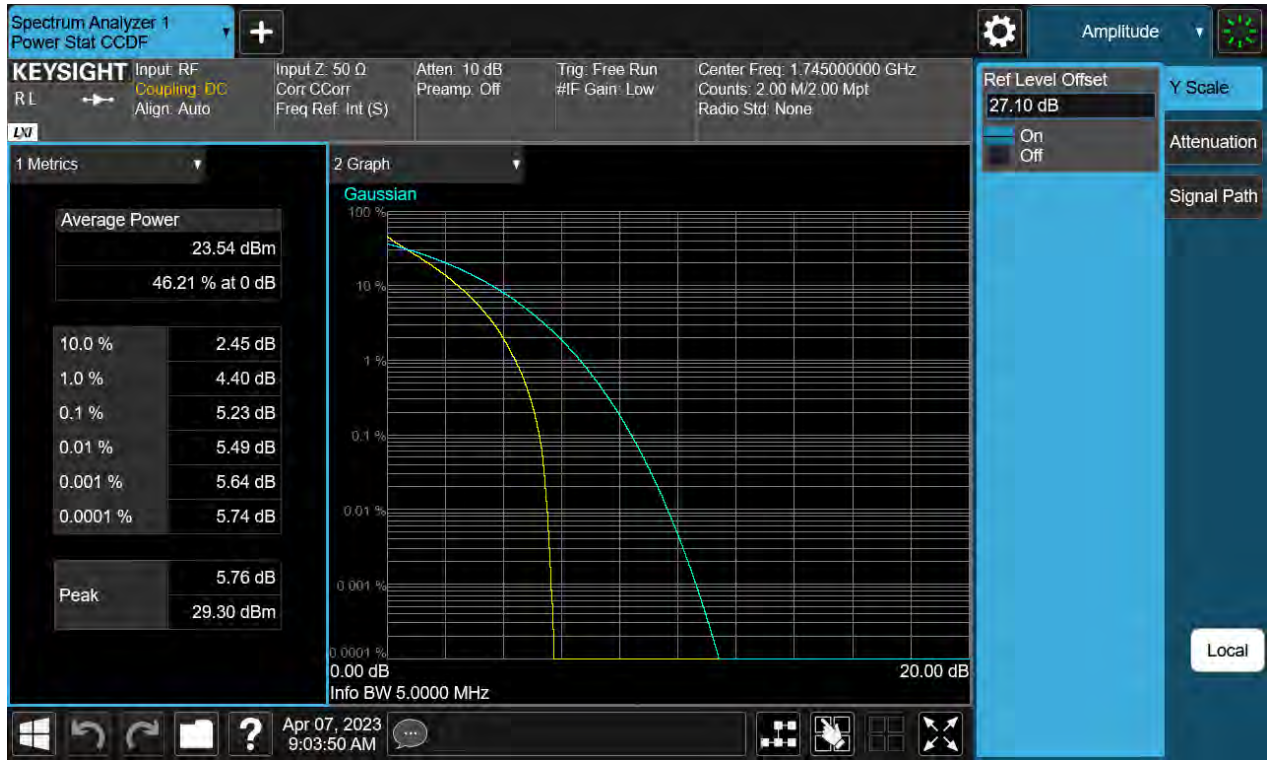 Spectrum Analyzer 1
Power Stat CCDF
+
Amplitude
KEYSIGHT
RL
LXI
Input: RF
Coupling: DC
Align: Auto
Input Z: 50 Ω
Corr CCorr
Freq Ref: Int (S)
Atten: 10 dB
Preamp: Off
Trig: Free Run
#IF Gain: Low
Center Freq: 1.745000000 GHz
Counts: 2.00 M/2.00 Mpt
Radio Std: None
Ref Level Offset
27.10 dB
On
Off
Y Scale
Attenuation
Signal Path
Local
1 Metrics
Average Power
23.54 dBm
46.21 % at 0 dB
10.0 % 2.45 dB
1.0 % 4.40 dB
0.1 % 5.23 dB
0.01 % 5.49 dB
0.001 % 5.64 dB
0.0001 % 5.74 dB
Peak
5.76 dB
29.30 dBm
2 Graph
Gaussian
100 %
10 %
1 %
0.1 %
0.01 %
0.001 %
0.0001 %
0.00 dB 20.00 dB
Info BW 5.0000 MHz
?
Apr 07, 2023
9:03:50 AM